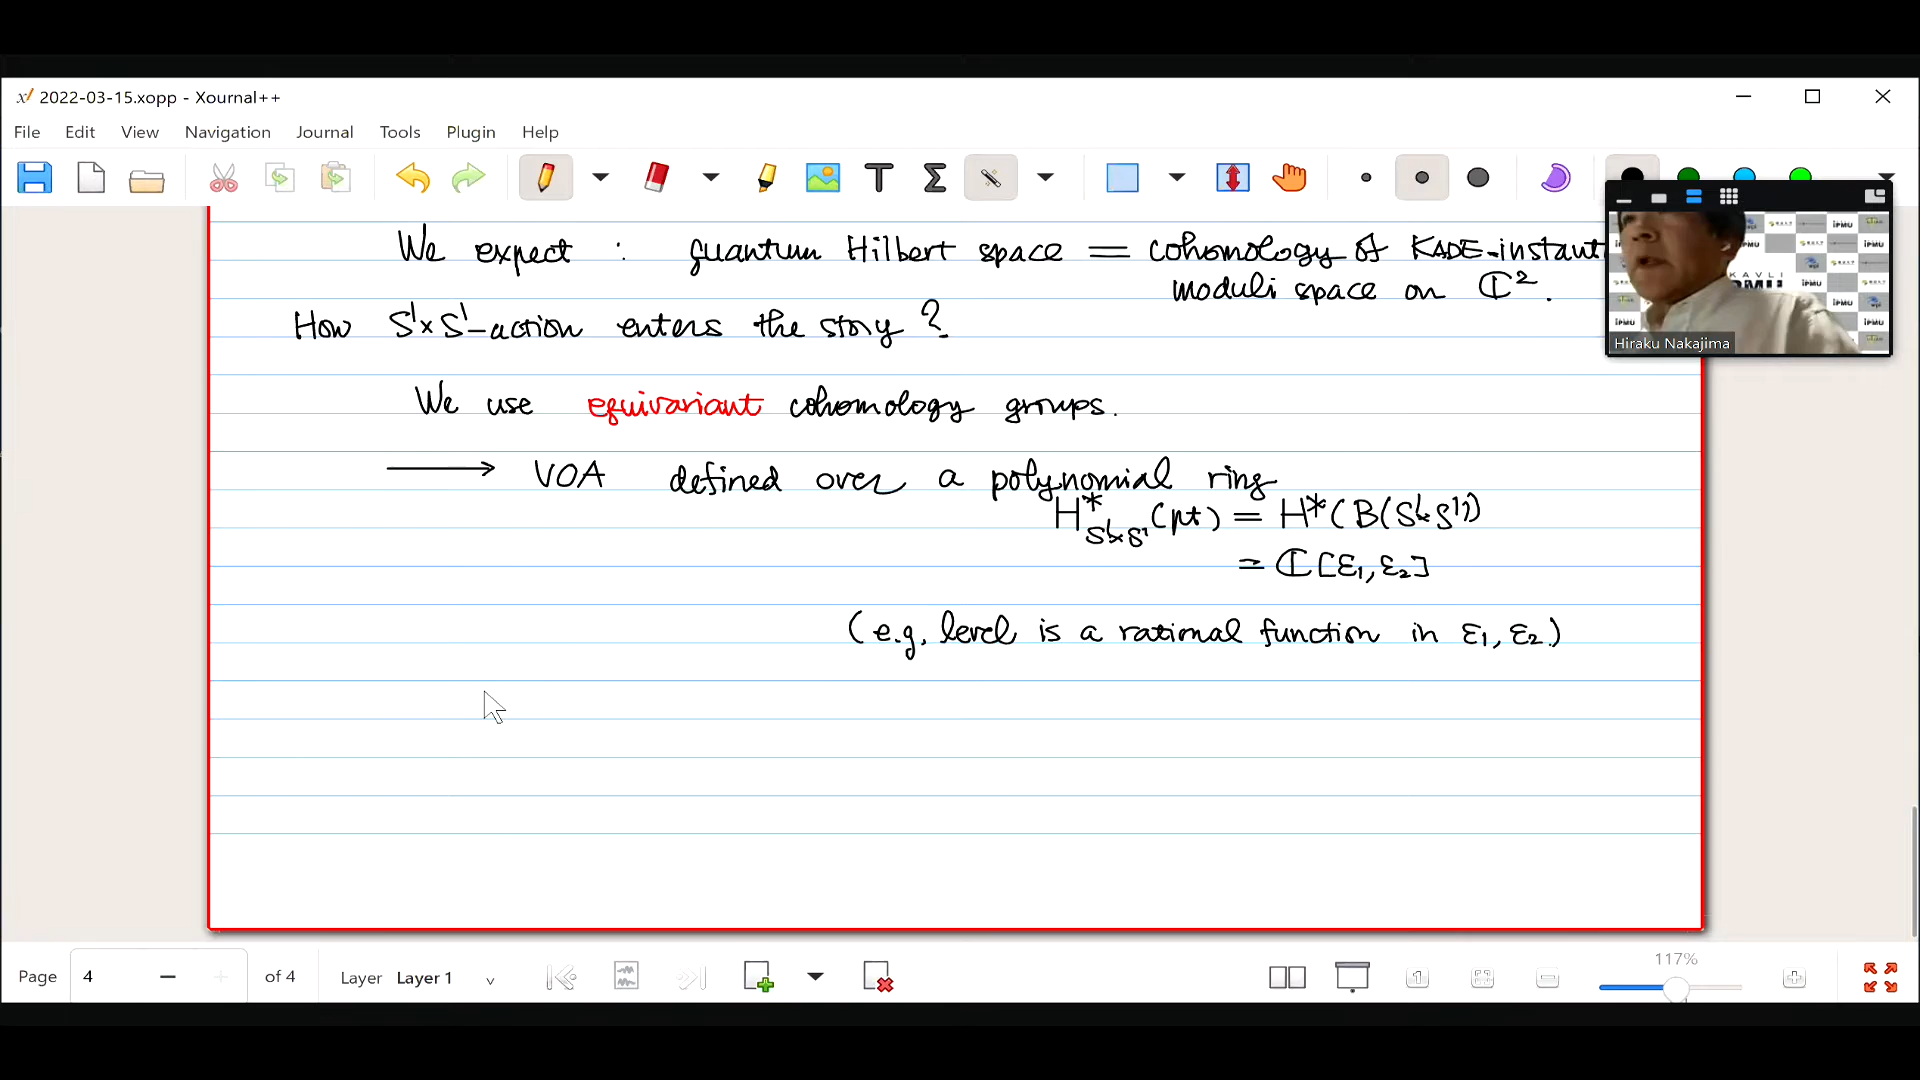 2022-03-15.xopp - Xournal++
File Edit View Navigation Journal Tools Plugin Help
We expect : quantum Hilbert space = cohomology of KADE-instant
moduli space on ℂ².
How S¹×S¹-action enters the story ?
We use equivariant cohomology groups.
⟶ VOA defined over a polynomial ring
H*_{S¹×S¹}(pt) = H*(B(S¹×S¹))
= ℂ[ε₁, ε₂]
(e.g. level is a rational function in ε₁, ε₂.)
Hiraku Nakajima
Page 4 of 4 Layer Layer 1 117%